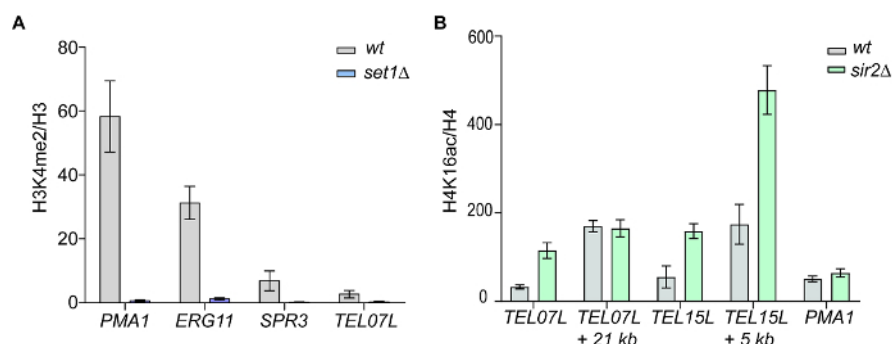 A
80
60
40
20
0
H3K4me2/H3
wt
set1Δ
PMA1 ERG11 SPR3 TEL07L
B
600
400
200
0
H4K16ac/H4
wt
sir2Δ
TEL07L TEL07L TEL15L TEL15L PMA1
+ 21 kb + 5 kb